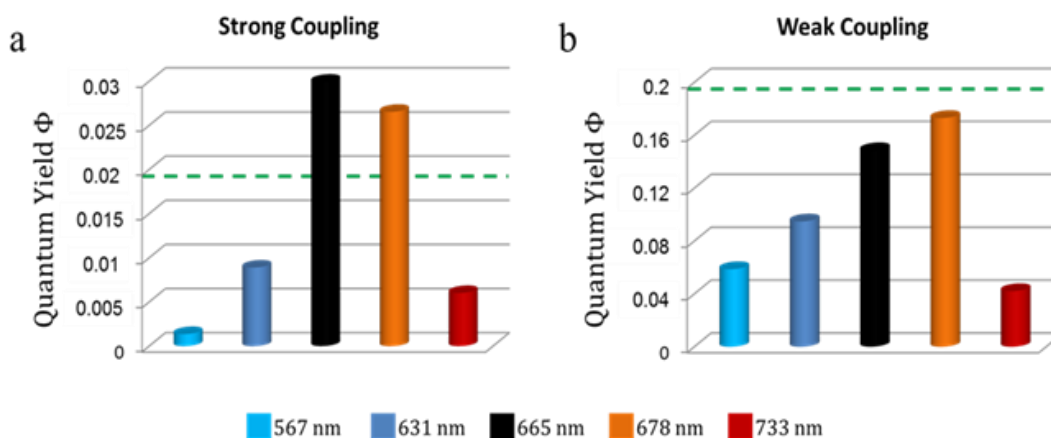 a
Strong Coupling
Quantum Yield Φ
0.03
0.025
0.02
0.015
0.01
0.005
0
b
Weak Coupling
Quantum Yield Φ
0.2
0.16
0.12
0.08
0.04
0
567 nm 631 nm 665 nm 678 nm 733 nm